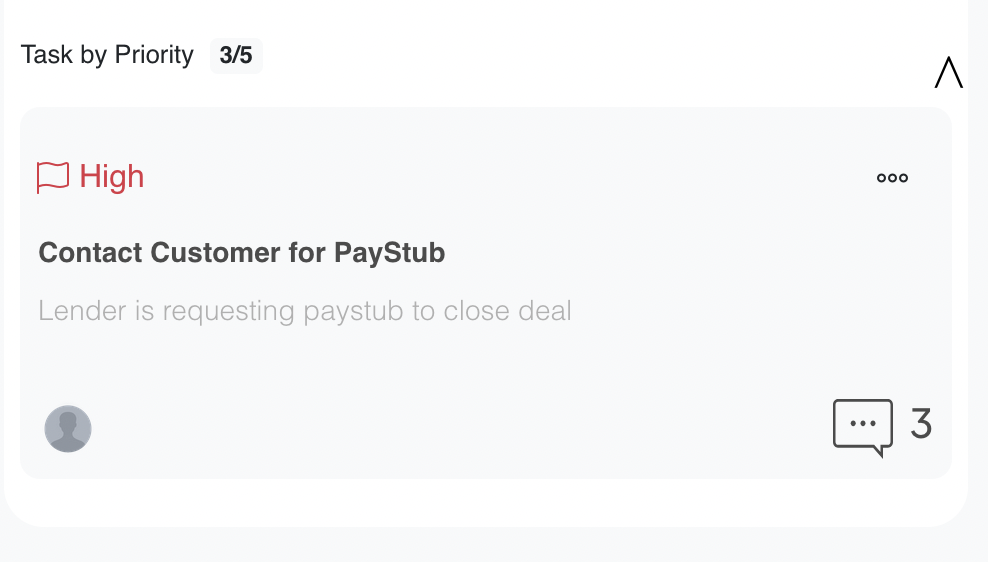 Task by Priority 3/5
High
Contact Customer for PayStub
Lender is requesting paystub to close deal
3